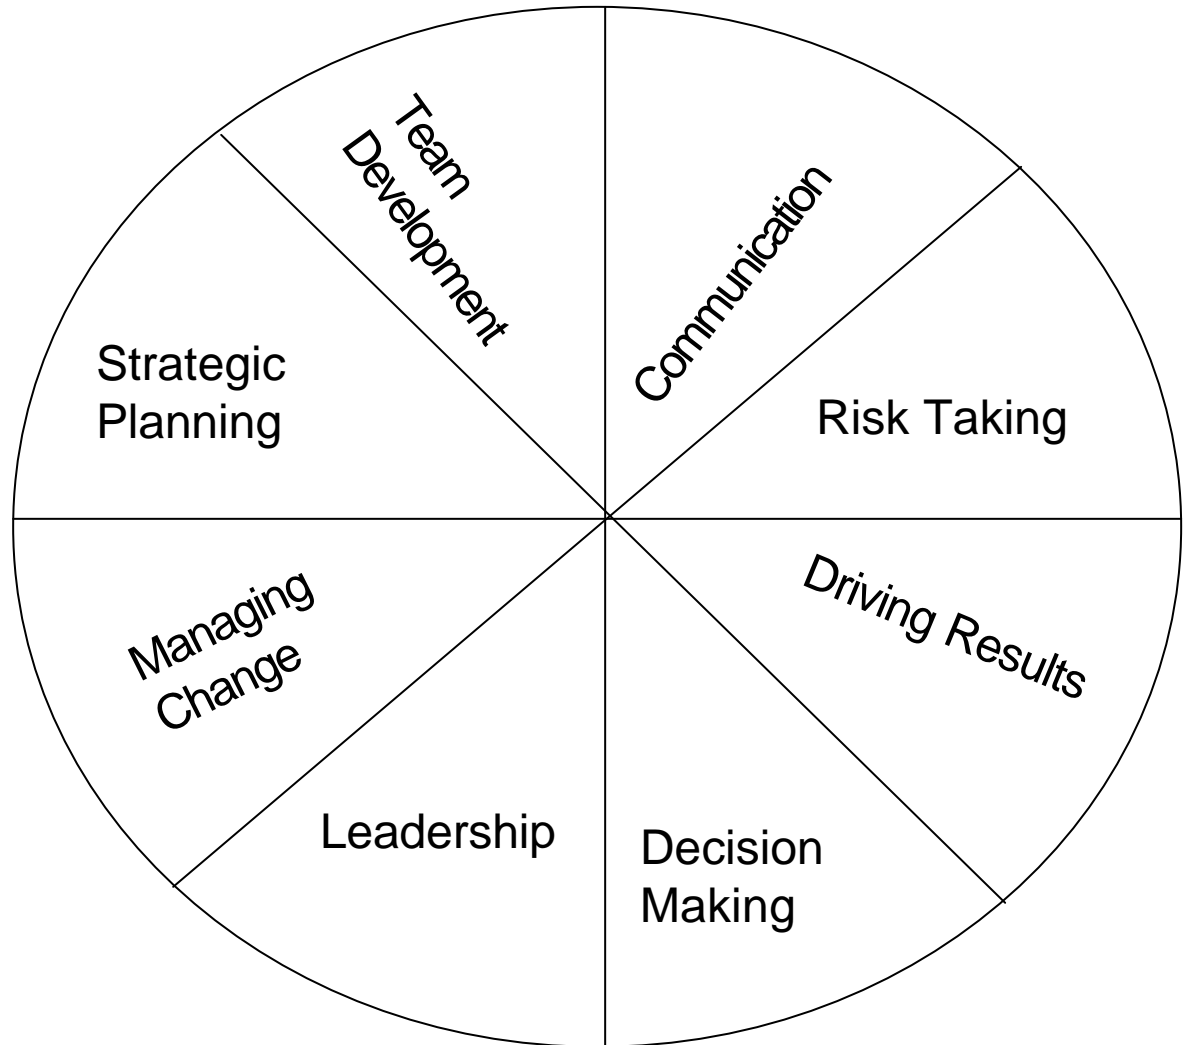 Team
Development
Communication
Strategic
Planning
Risk Taking
Managing
Change
Driving Results
Leadership
Decision
Making